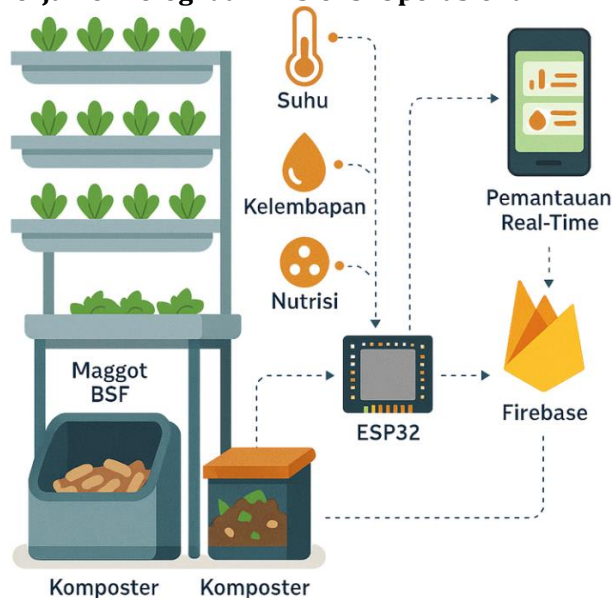 Suhu
Kelembapan
Nutrisi
Pemantauan
Real-Time
Maggot
BSF
ESP32
Firebase
Komposter
Komposter